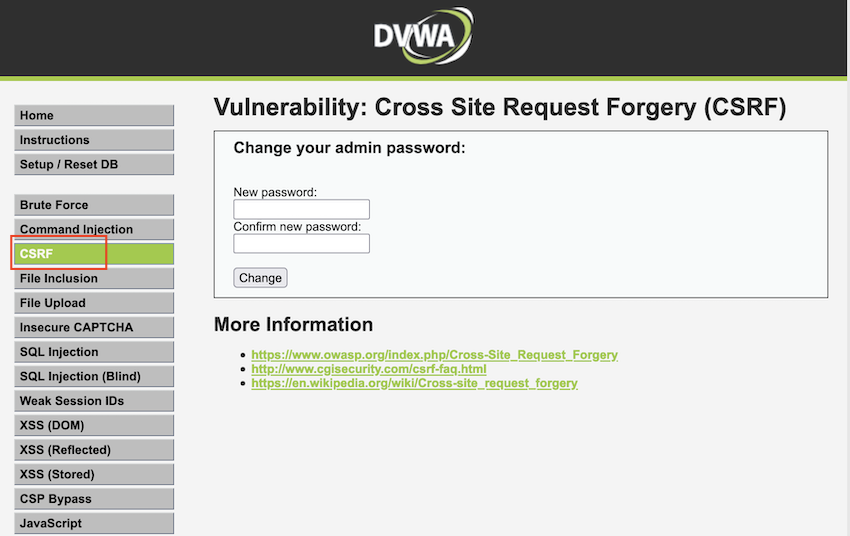 DVWA
Home
Instructions
Setup / Reset DB
Brute Force
Command Injection
CSRF
File Inclusion
File Upload
Insecure CAPTCHA
SQL Injection
SQL Injection (Blind)
Weak Session IDs
XSS (DOM)
XSS (Reflected)
XSS (Stored)
CSP Bypass
JavaScript
Vulnerability: Cross Site Request Forgery (CSRF)
Change your admin password:
New password:
Confirm new password:
Change
More Information
https://www.owasp.org/index.php/Cross-Site_Request_Forgery
http://www.cgisecurity.com/csrf-faq.html
https://en.wikipedia.org/wiki/Cross-site_request_forgery